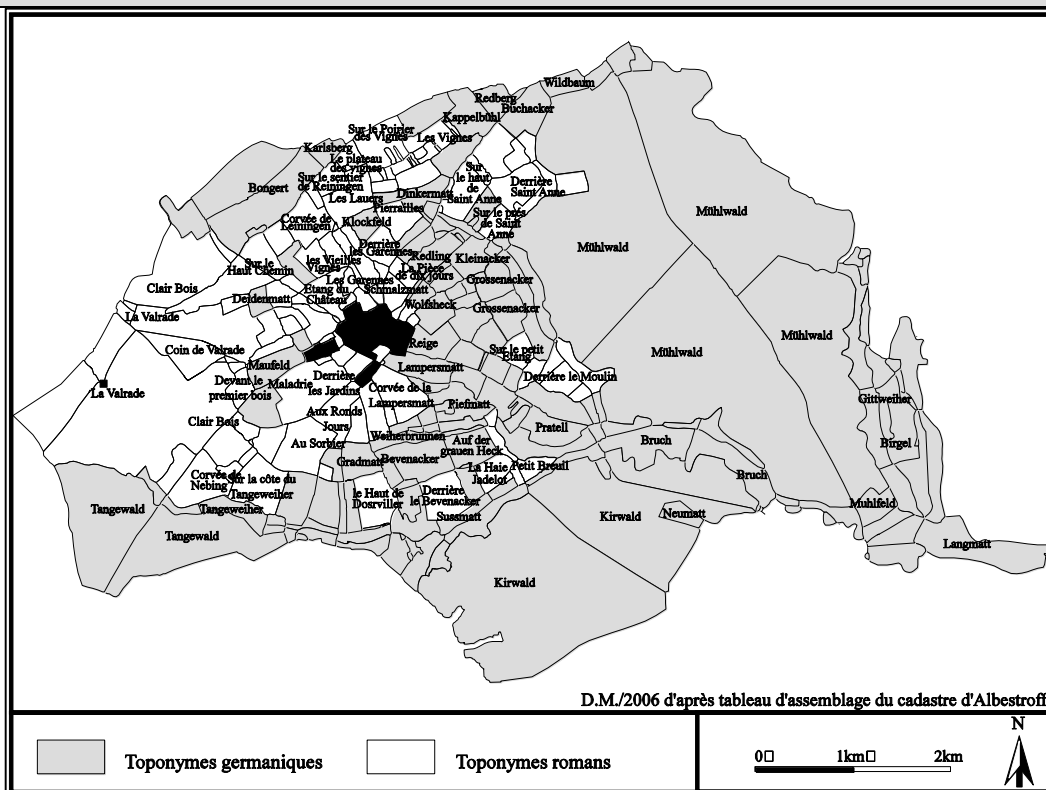 Wildbaum
Redberg
Buchacker
Kappelbühl
Sur le Poirier
des Vignes
Les Vignes
Karlsberg
Le plateau
des vignes
Sur le sentier
de Reiningen
Sur
le haut
de
Saint Anne
Derrière
Saint Anne
Bongert
Les Lauers
Dinkermatt
Pierrailles
Mühlwald
Corvée de
Leiningen
Klockfeld
Sur le prés
de Saint
Anne
Derrière
les Garennes
Mühlwald
Sur le
Haut Chemin
les Vieilles
Vignes
Redling
Kleinacker
La Pièce
de dix jours
Les Garennes
Grossenacker
Clair Bois
Etang du
Château
Schmalzmatt
Deidenmatt
Wolfsheck
Grossenacker
La Valrade
Mühlwald
Coin de Valrade
Reige
Sur le petit
Etang
Mühlwald
Maufeld
Lampersmatt
Devant le
premier bois
Maladrie
Derrière
les Jardins
Derrière le Moulin
La Valrade
Corvée de la
Lampersmatt
Piefmatt
Gittweiher
Aux Ronds
Jours
Clair Bois
Pratell
Au Sorbier
Weiherbrunnen
Auf der
grauen Heck
Bruch
Birgel
Gradmatt
Bevenacker
La Haie
Jadelot
Petit Breuil
Bruch
Corvée de
Nebing
Sur la côte du
Tangeweiher
le Haut de
Dosrviller
Derrière
le Bevenacker
Muhlfeld
Tangewald
Tangeweiher
Sussmatt
Kirwald
Neumatt
Tangewald
Langmatt
Kirwald
D.M./2006 d'après tableau d'assemblage du cadastre d'Albestroff
Toponymes germaniques
Toponymes romans
0 1km 2km
N